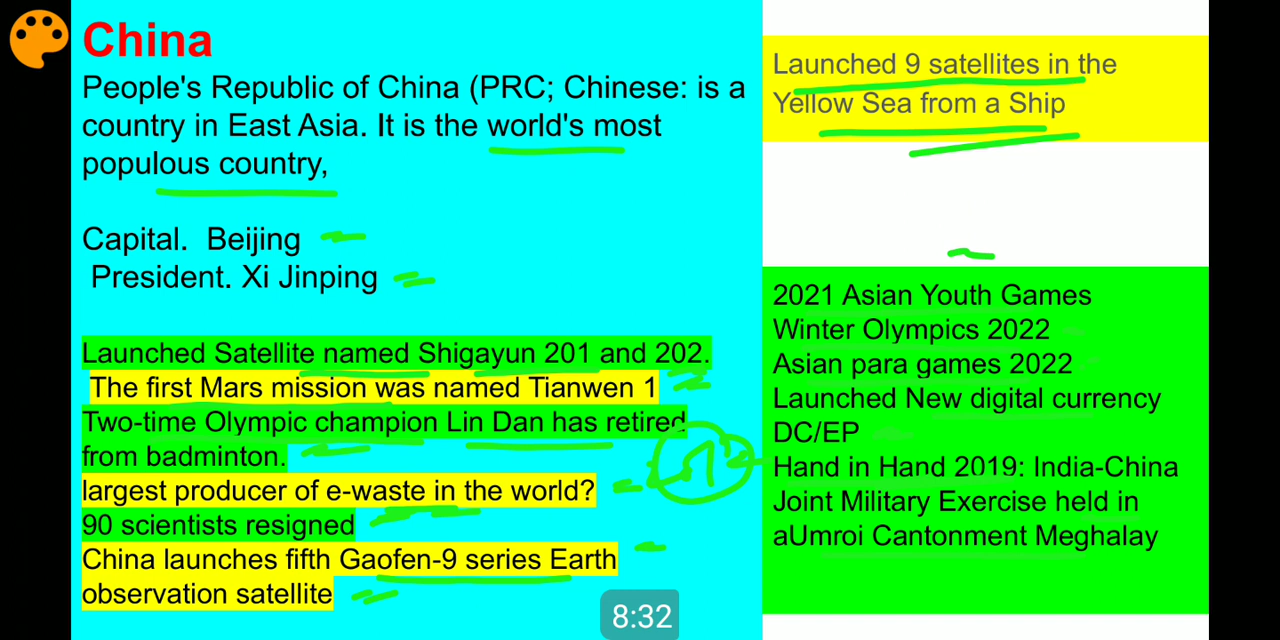 China
People's Republic of China (PRC; Chinese: is a
country in East Asia. It is the world's most
populous country,
Capital. Beijing
President. Xi Jinping
Launched Satellite named Shigayun 201 and 202.
The first Mars mission was named Tianwen 1
Two-time Olympic champion Lin Dan has retired
from badminton.
largest producer of e-waste in the world?
90 scientists resigned
China launches fifth Gaofen-9 series Earth
observation satellite
Launched 9 satellites in the
Yellow Sea from a Ship
2021 Asian Youth Games
Winter Olympics 2022
Asian para games 2022
Launched New digital currency
DC/EP
Hand in Hand 2019: India-China
Joint Military Exercise held in
aUmroi Cantonment Meghalay
8:32